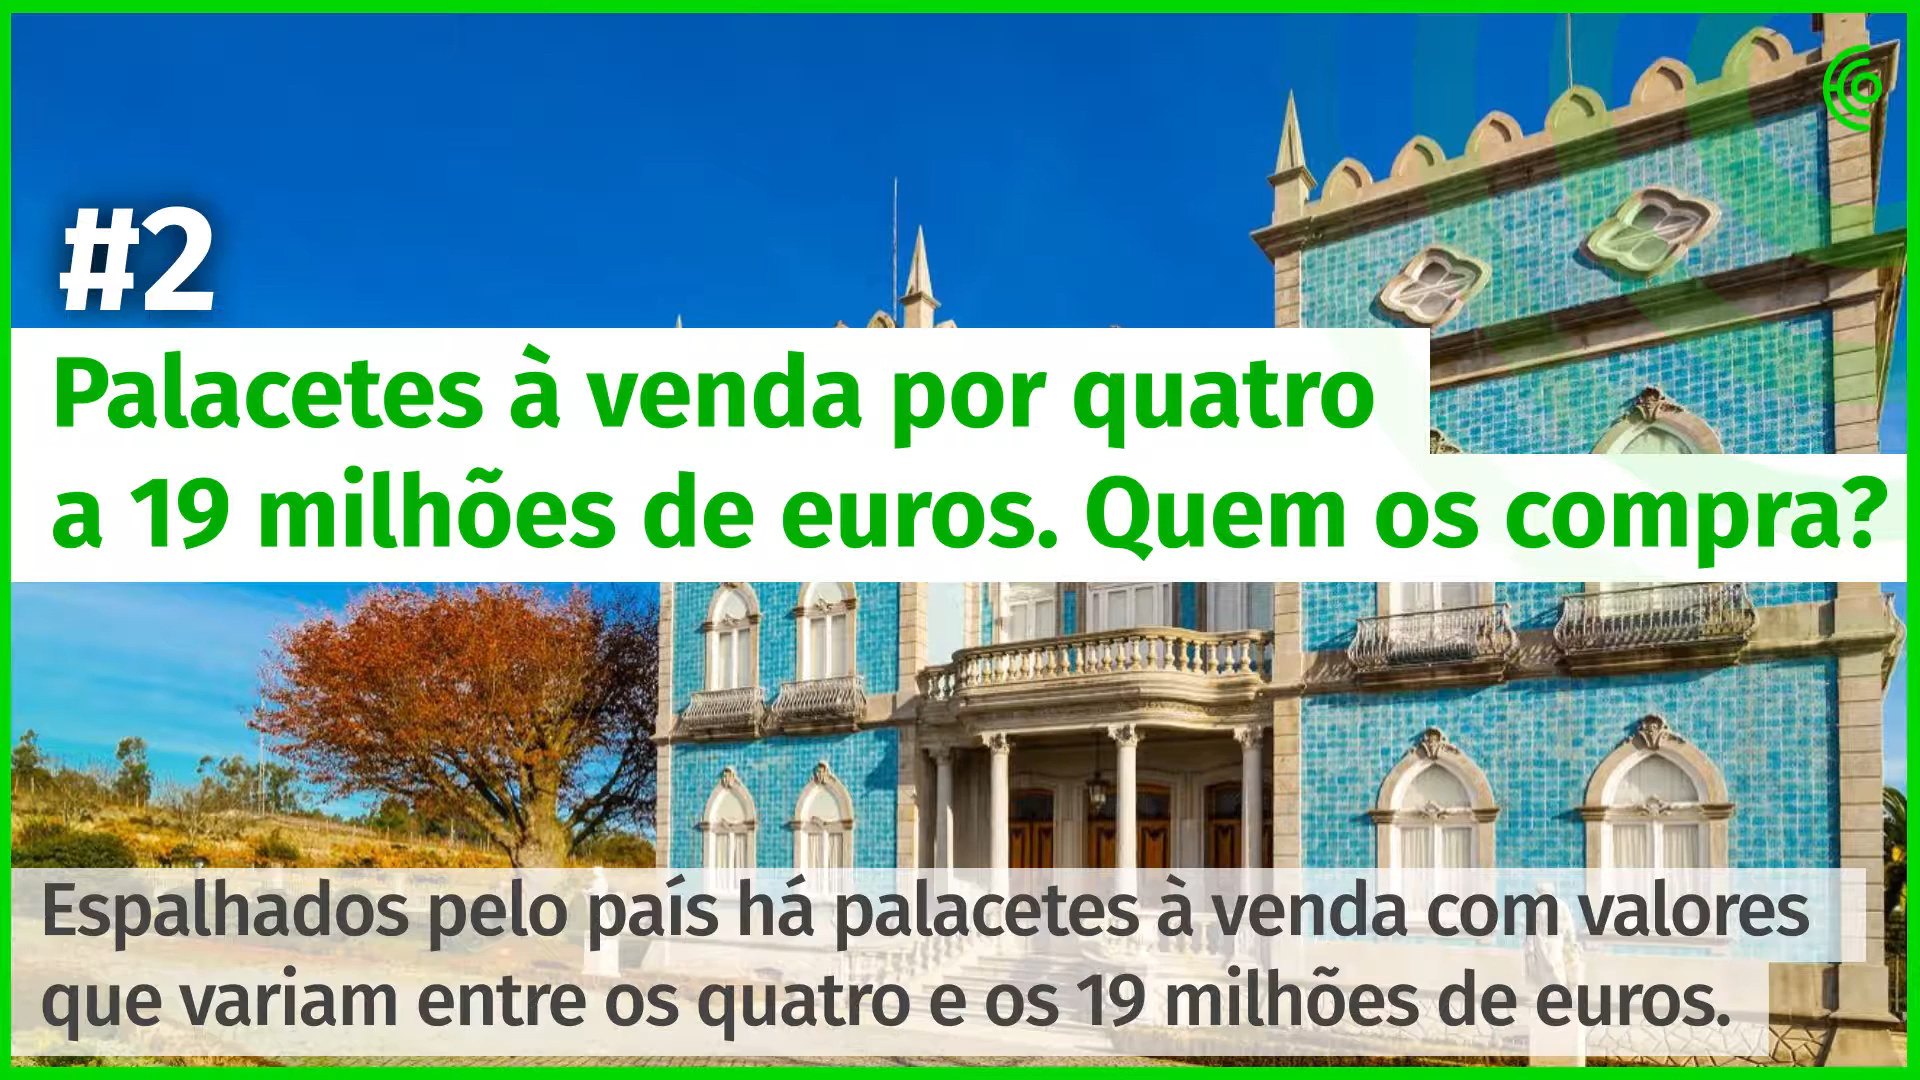 #2
Palacetes à venda por quatro
a 19 milhões de euros. Quem os compra?
Espalhados pelo país há palacetes à venda com valores
que variam entre os quatro e os 19 milhões de euros.